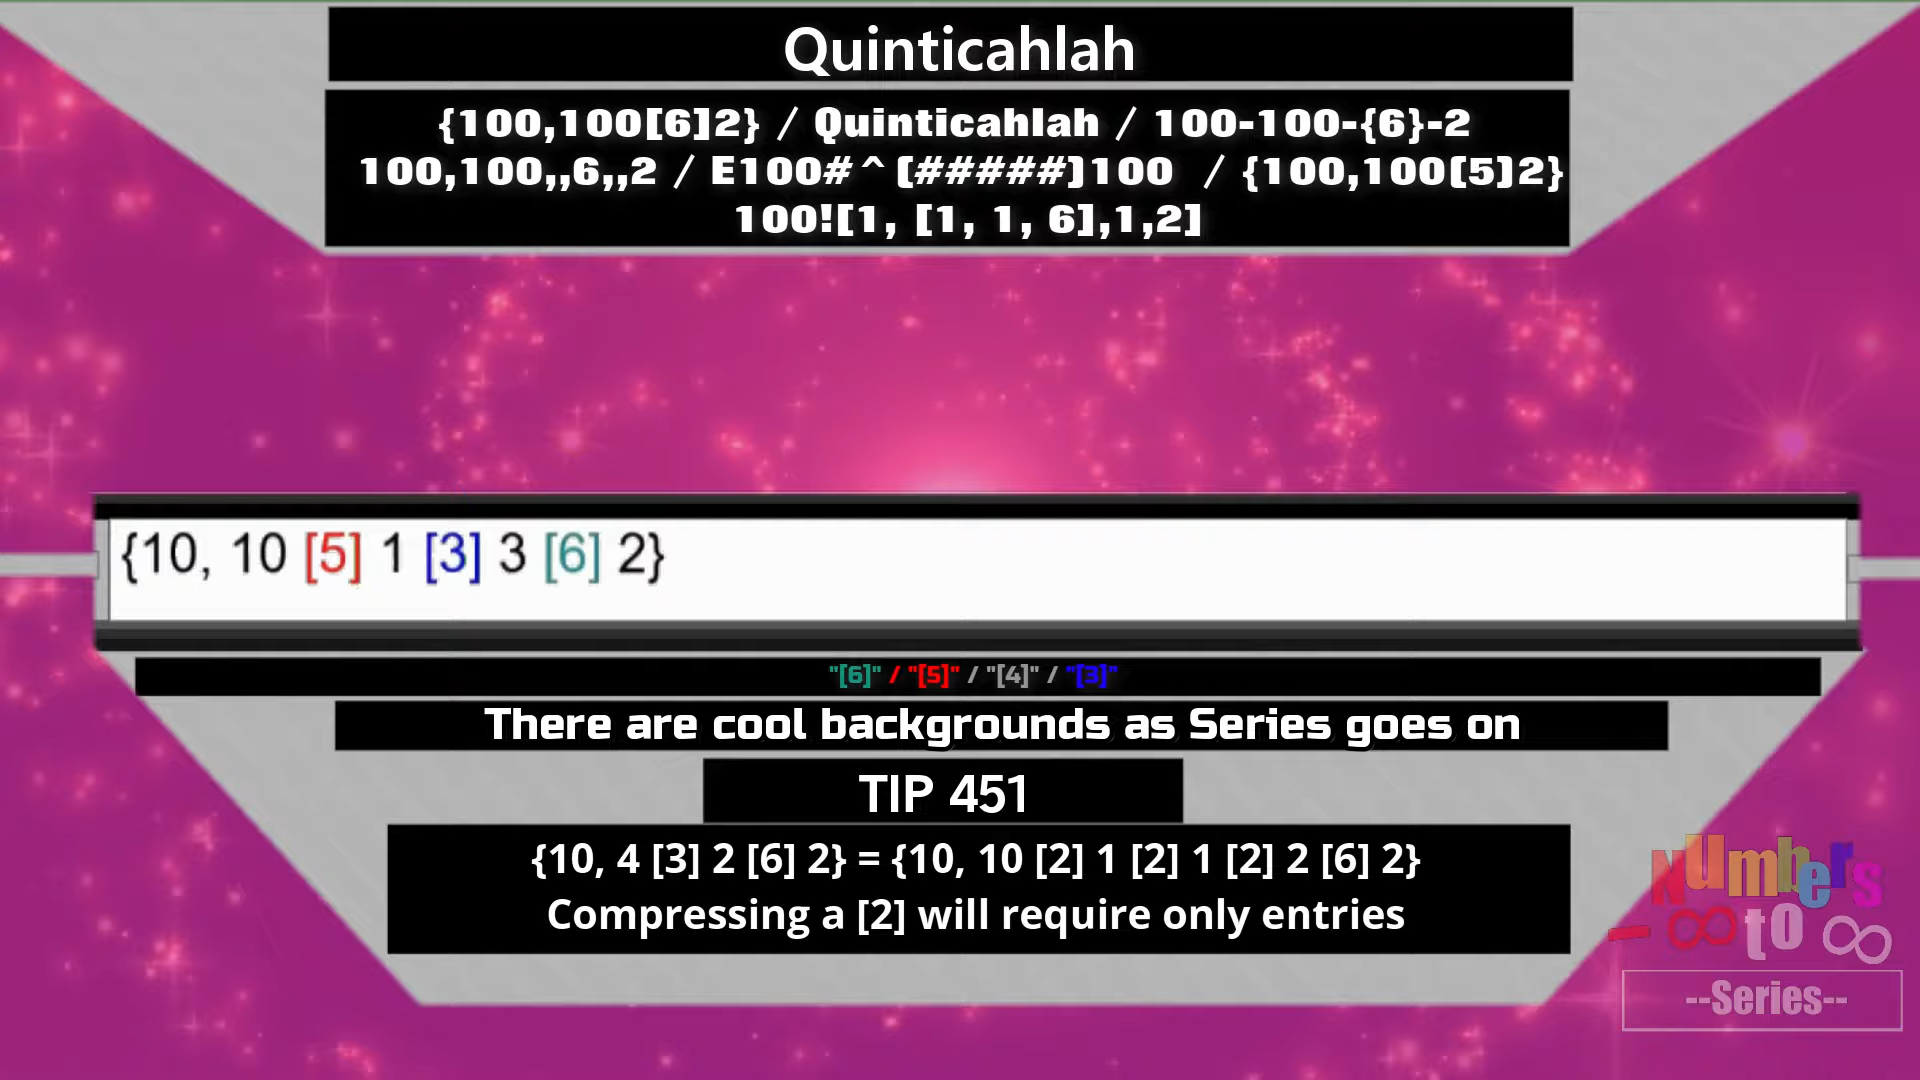 Quinticahlah
{100,100[6]2} / Quinticahlah / 100-100-{6}-2
100,100,,6,,2 / E100#^(#####)100 / {100,100(5)2}
100![1, [1, 1, 6],1,2]
{10, 10 [5] 1 [3] 3 [6] 2}
"[6]" / "[5]" / "[4]" / "[3]"
There are cool backgrounds as Series goes on
TIP 451
{10, 4 [3] 2 [6] 2} = {10, 10 [2] 1 [2] 1 [2] 2 [6] 2}
Compressing a [2] will require only entries
Numbers
-∞ to ∞
--Series--